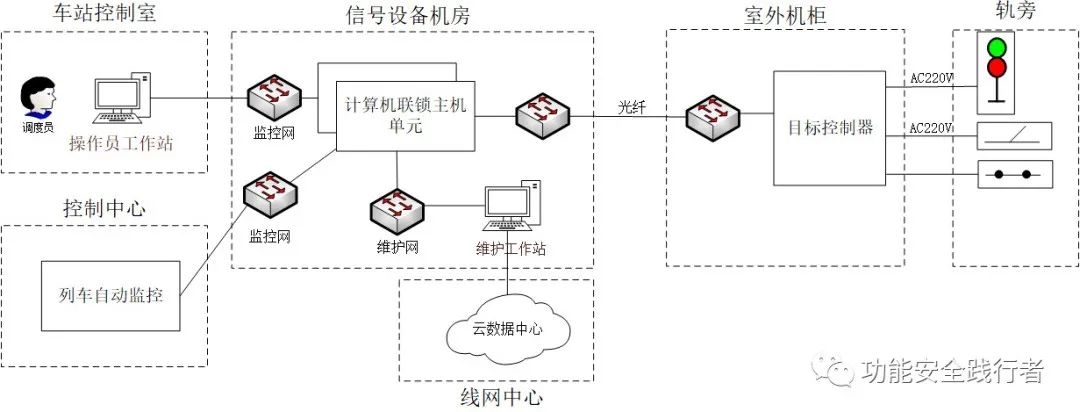 车站控制室
信号设备机房
室外机柜
轨旁
调度员
操作员工作站
监控网
计算机联锁主机
单元
光纤
目标控制器
AC220V
AC220V
控制中心
列车自动监控
监控网
维护网
维护工作站
云数据中心
线网中心
功能安全践行者